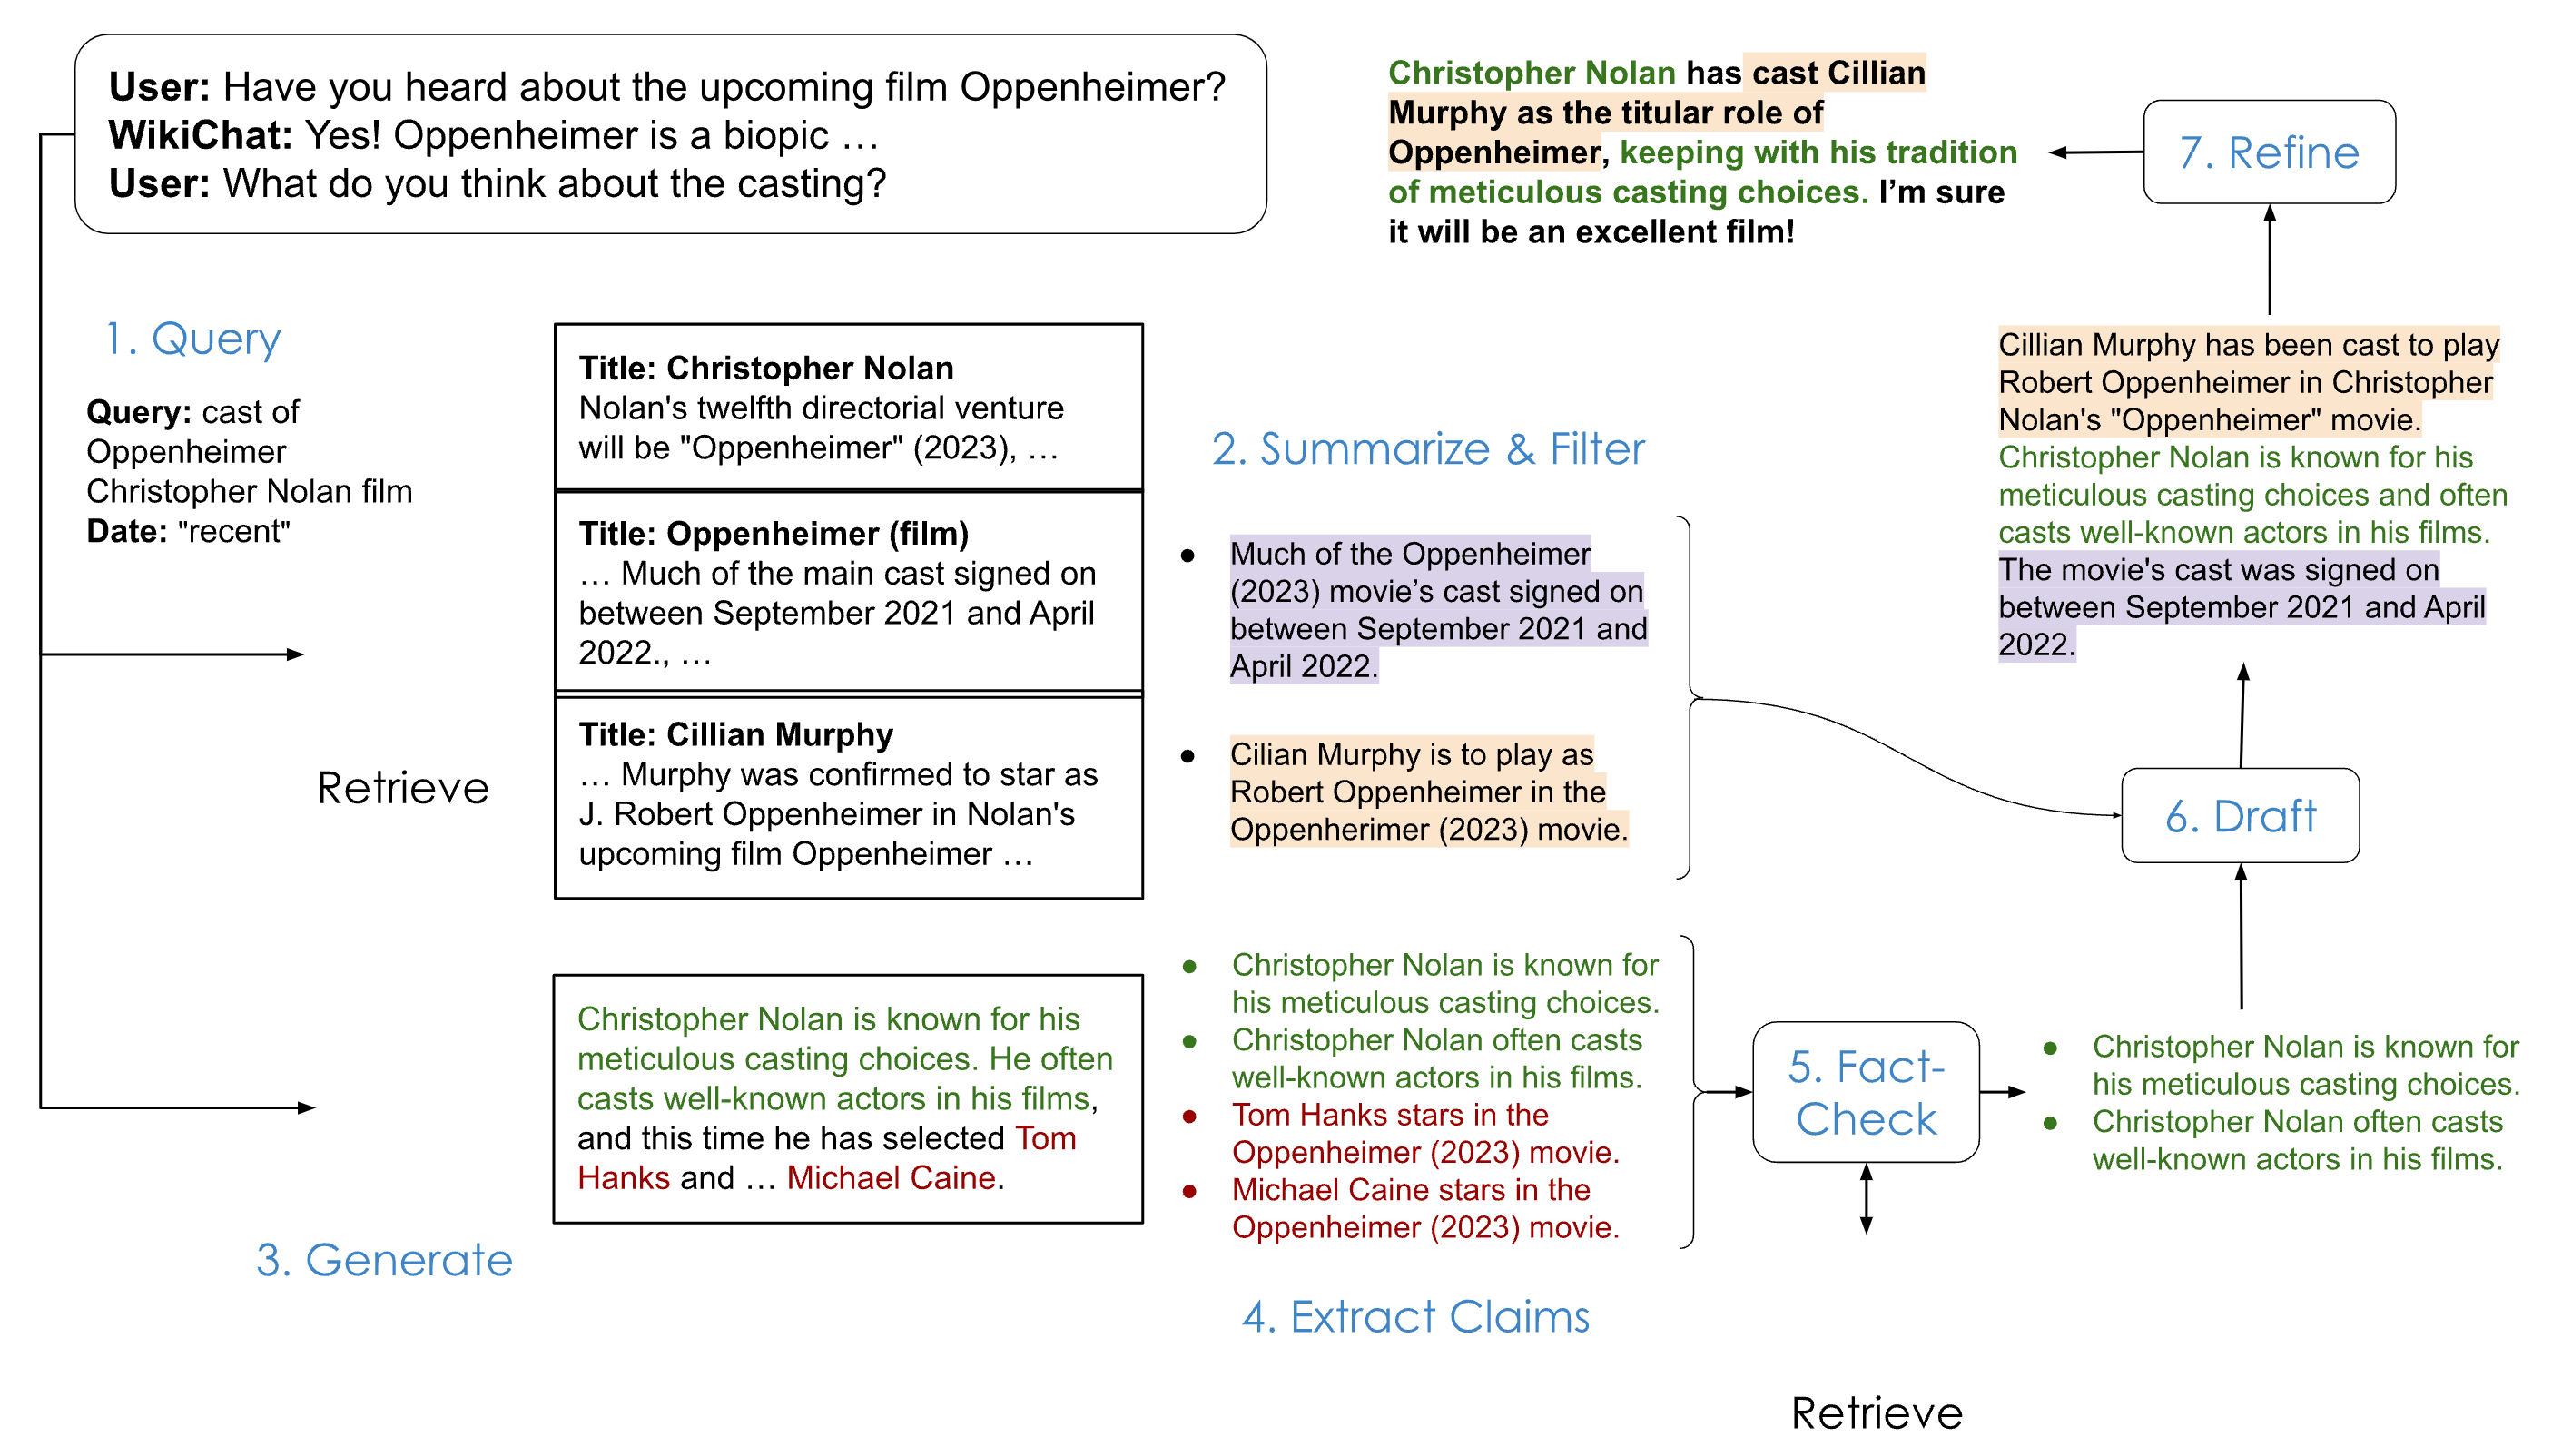 User: Have you heard about the upcoming film Oppenheimer?
WikiChat: Yes! Oppenheimer is a biopic …
User: What do you think about the casting?
1. Query
Query: cast of
Oppenheimer
Christopher Nolan film
Date: "recent"
Retrieve
Title: Christopher Nolan
Nolan's twelfth directorial venture
will be "Oppenheimer" (2023), …
Title: Oppenheimer (film)
… Much of the main cast signed on
between September 2021 and April
2022., …
Title: Cillian Murphy
… Murphy was confirmed to star as
J. Robert Oppenheimer in Nolan's
upcoming film Oppenheimer …
2. Summarize & Filter
● Much of the Oppenheimer
(2023) movie’s cast signed on
between September 2021 and
April 2022.
● Cilian Murphy is to play as
Robert Oppenheimer in the
Oppenherimer (2023) movie.
3. Generate
Christopher Nolan is known for his
meticulous casting choices. He often
casts well-known actors in his films,
and this time he has selected Tom
Hanks and … Michael Caine.
● Christopher Nolan is known for
his meticulous casting choices.
● Christopher Nolan often casts
well-known actors in his films.
● Tom Hanks stars in the
Oppenheimer (2023) movie.
● Michael Caine stars in the
Oppenheimer (2023) movie.
4. Extract Claims
5. Fact-
Check
Retrieve
● Christopher Nolan is known for
his meticulous casting choices.
● Christopher Nolan often casts
well-known actors in his films.
6. Draft
Cillian Murphy has been cast to play
Robert Oppenheimer in Christopher
Nolan's "Oppenheimer" movie.
Christopher Nolan is known for his
meticulous casting choices and often
casts well-known actors in his films.
The movie's cast was signed on
between September 2021 and April
2022.
7. Refine
Christopher Nolan has cast Cillian
Murphy as the titular role of
Oppenheimer, keeping with his tradition
of meticulous casting choices. I’m sure
it will be an excellent film!